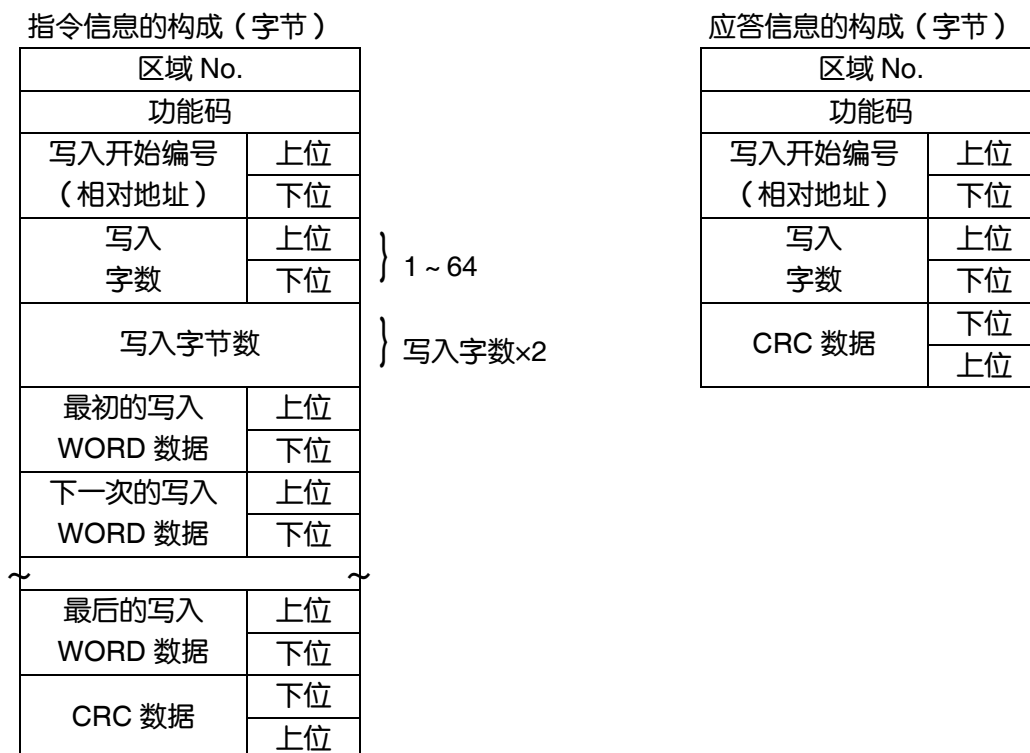 指令信息的构成（字节）
区域 No.
功能码
写入开始编号
（相对地址）
上位
下位
写入
字数
上位
下位
} 1～64
写入字节数
} 写入字数×2
最初的写入
WORD 数据
上位
下位
下一次的写入
WORD 数据
上位
下位
～ ～
最后的写入
WORD 数据
上位
下位
CRC 数据
下位
上位
应答信息的构成（字节）
区域 No.
功能码
写入开始编号
（相对地址）
上位
下位
写入
字数
上位
下位
CRC 数据
下位
上位